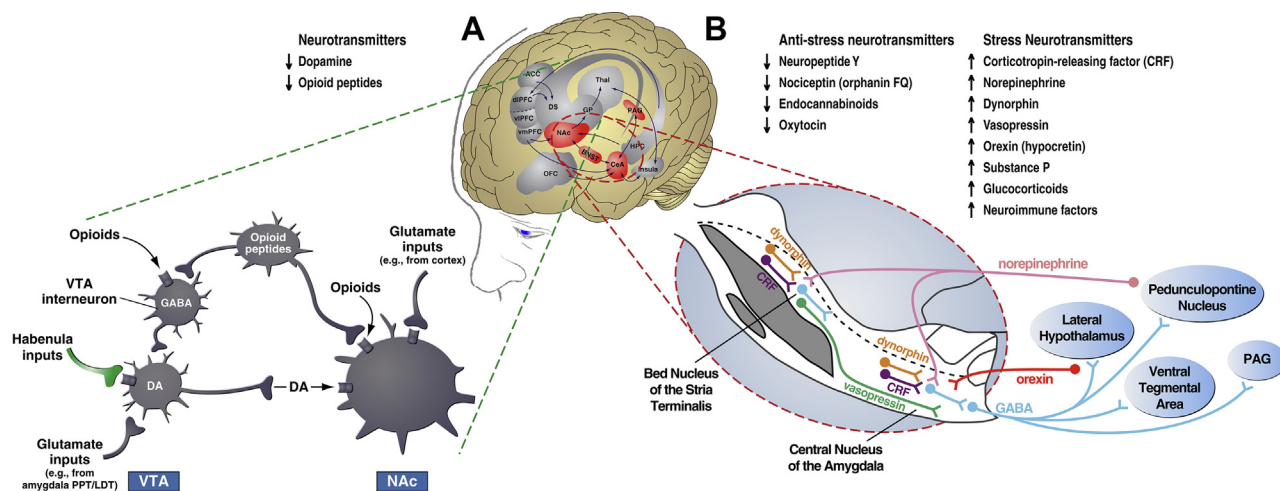 A
Neurotransmitters
↓ Dopamine
↓ Opioid peptides
ACC
dlPFC
vlPFC
vmPFC
DS
Thal
GP
NAc
BNST
OFC
PAG
HPC
CeA
Insula
Opioids
Opioid
peptides
VTA
interneuron
GABA
Habenula
inputs
DA
Glutamate
inputs
(e.g., from
amygdala PPT/LDT)
VTA
Glutamate
inputs
(e.g., from cortex)
Opioids
DA
NAc
B
Anti-stress neurotransmitters
↓ Neuropeptide Y
↓ Nociceptin (orphanin FQ)
↓ Endocannabinoids
↓ Oxytocin
Stress Neurotransmitters
↑ Corticotropin-releasing factor (CRF)
↑ Norepinephrine
↑ Dynorphin
↑ Vasopressin
↑ Orexin (hypocretin)
↑ Substance P
↑ Glucocorticoids
↑ Neuroimmune factors
dynorphin
CRF
norepinephrine
Pedunculopontine
Nucleus
Lateral
Hypothalamus
PAG
Ventral
Tegmental
Area
orexin
dynorphin
CRF
vasopressin
GABA
Bed Nucleus
of the Stria
Terminalis
Central Nucleus
of the Amygdala